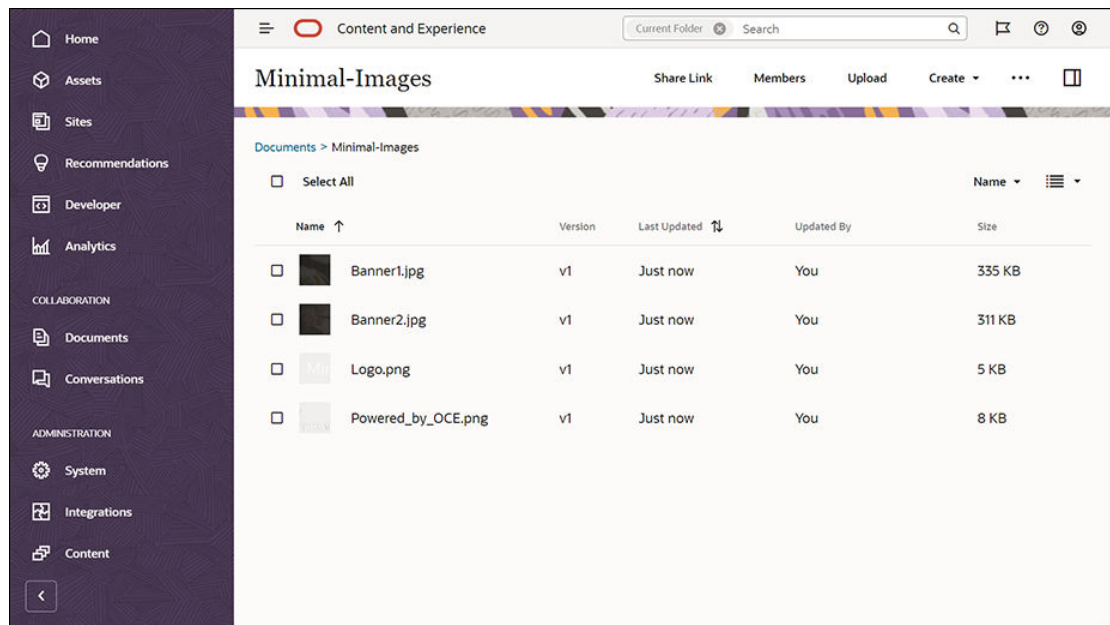 Home
Assets
Sites
Recommendations
Developer
Analytics
COLLABORATION
Documents
Conversations
ADMINISTRATION
System
Integrations
Content
Content and Experience
Current Folder Search
Minimal-Images
Share Link Members Upload Create
Documents > Minimal-Images
Select All Name
Name Version Last Updated Updated By Size
Banner1.jpg v1 Just now You 335 KB
Banner2.jpg v1 Just now You 311 KB
Logo.png v1 Just now You 5 KB
Powered_by_OCE.png v1 Just now You 8 KB